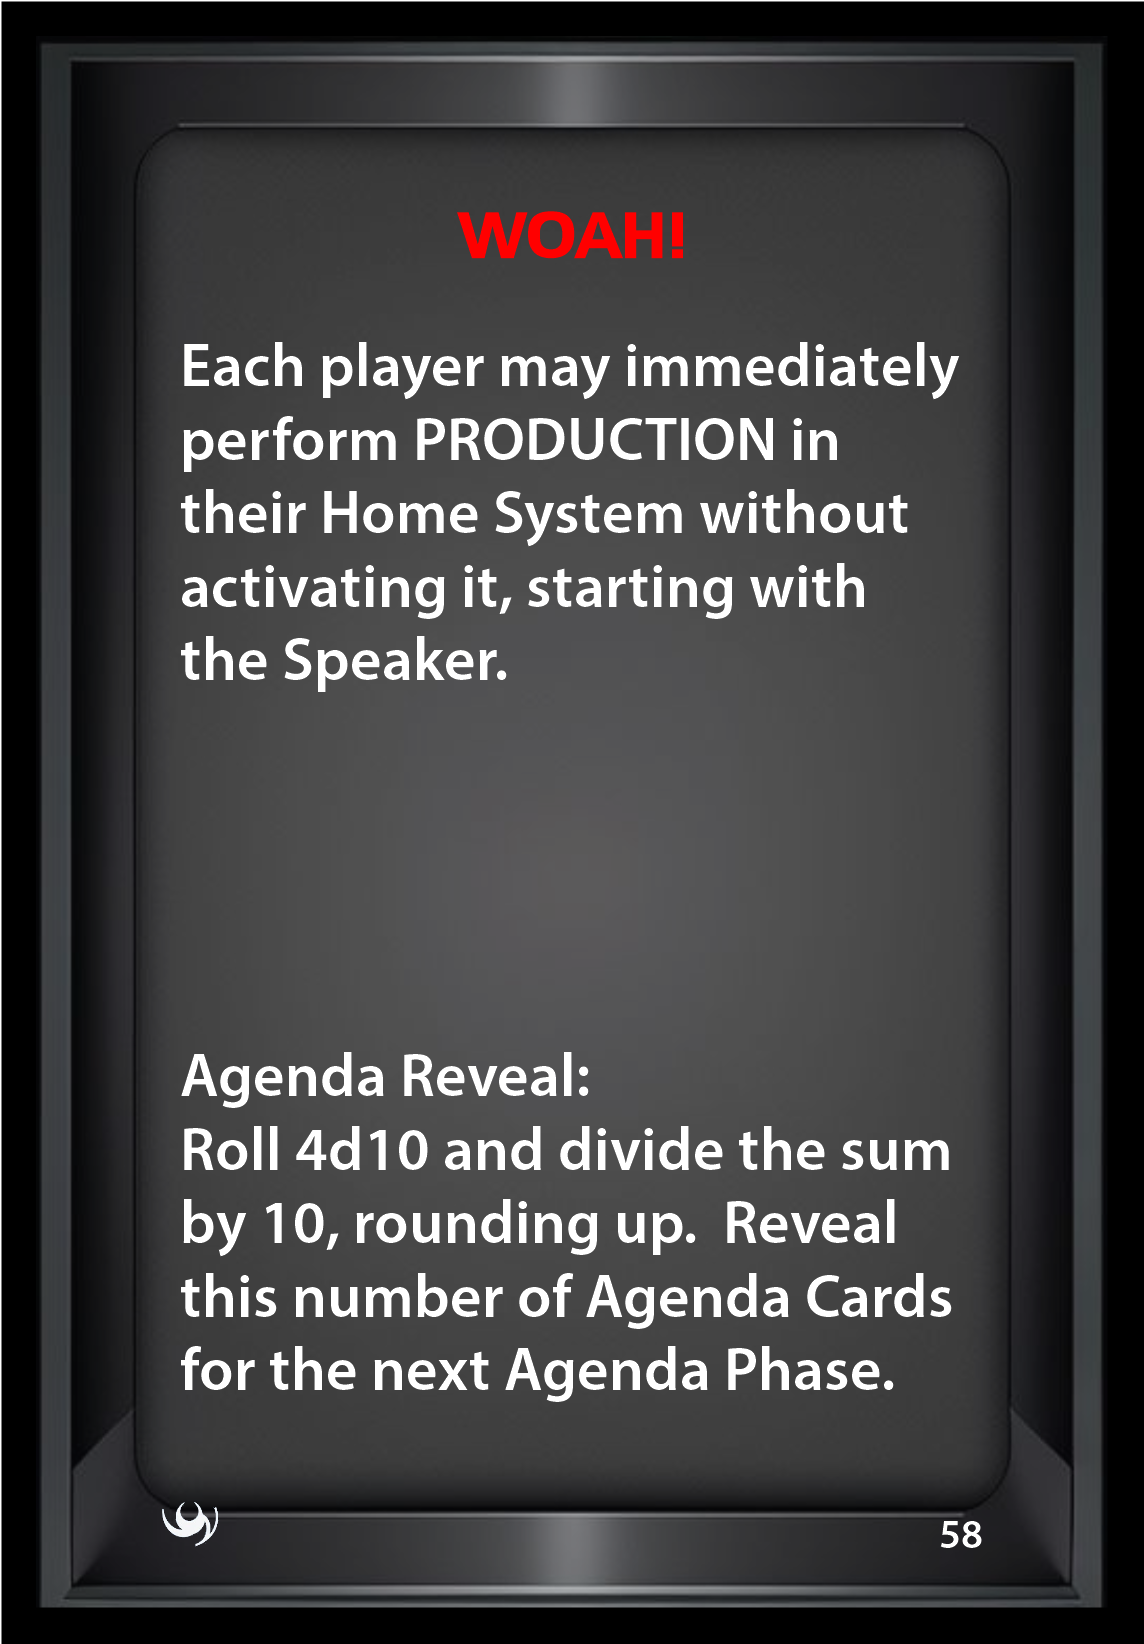 WOAH!
Each player may immediately
perform PRODUCTION in
their Home System without
activating it, starting with
the Speaker.
Agenda Reveal:
Roll 4d10 and divide the sum
by 10, rounding up.  Reveal
this number of Agenda Cards
for the next Agenda Phase.
58